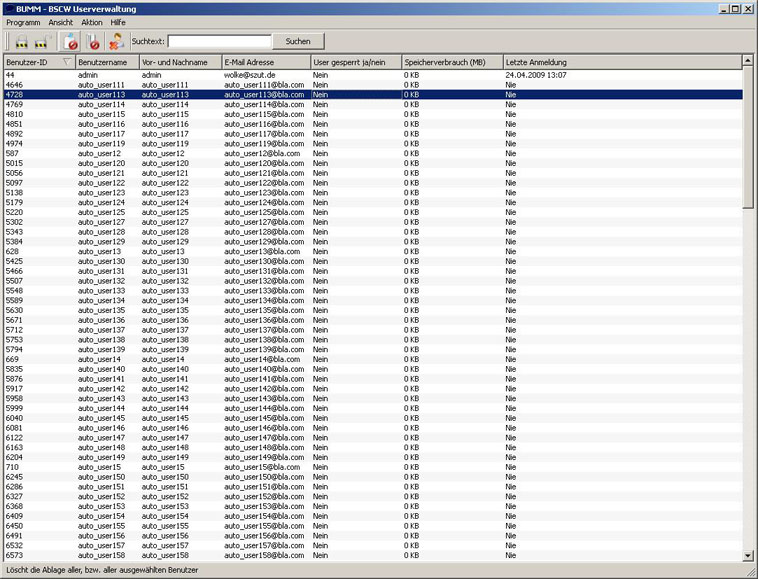 BUMM - BSCW Userverwaltung
Programm Ansicht Aktion Hilfe
Suchtext: Suchen
Benutzer-ID Benutzername Vor- und Nachname E-Mail Adresse User gesperrt ja/nein Speicherverbrauch (MB) Letzte Anmeldung
44 admin admin wolke@szut.de Nein 0 KB 24.04.2009 13:07
4646 auto_user111 auto_user111 auto_user111@bla.com Nein 0 KB Nie
4728 auto_user113 auto_user113 auto_user113@bla.com Nein 0 KB Nie
4769 auto_user114 auto_user114 auto_user114@bla.com Nein 0 KB Nie
4810 auto_user115 auto_user115 auto_user115@bla.com Nein 0 KB Nie
4851 auto_user116 auto_user116 auto_user116@bla.com Nein 0 KB Nie
4892 auto_user117 auto_user117 auto_user117@bla.com Nein 0 KB Nie
4974 auto_user119 auto_user119 auto_user119@bla.com Nein 0 KB Nie
587 auto_user12 auto_user12 auto_user12@bla.com Nein 0 KB Nie
5015 auto_user120 auto_user120 auto_user120@bla.com Nein 0 KB Nie
5056 auto_user121 auto_user121 auto_user121@bla.com Nein 0 KB Nie
5097 auto_user122 auto_user122 auto_user122@bla.com Nein 0 KB Nie
5138 auto_user123 auto_user123 auto_user123@bla.com Nein 0 KB Nie
5179 auto_user124 auto_user124 auto_user124@bla.com Nein 0 KB Nie
5220 auto_user125 auto_user125 auto_user125@bla.com Nein 0 KB Nie
5302 auto_user127 auto_user127 auto_user127@bla.com Nein 0 KB Nie
5343 auto_user128 auto_user128 auto_user128@bla.com Nein 0 KB Nie
5384 auto_user129 auto_user129 auto_user129@bla.com Nein 0 KB Nie
628 auto_user13 auto_user13 auto_user13@bla.com Nein 0 KB Nie
5425 auto_user130 auto_user130 auto_user130@bla.com Nein 0 KB Nie
5466 auto_user131 auto_user131 auto_user131@bla.com Nein 0 KB Nie
5507 auto_user132 auto_user132 auto_user132@bla.com Nein 0 KB Nie
5548 auto_user133 auto_user133 auto_user133@bla.com Nein 0 KB Nie
5589 auto_user134 auto_user134 auto_user134@bla.com Nein 0 KB Nie
5630 auto_user135 auto_user135 auto_user135@bla.com Nein 0 KB Nie
5671 auto_user136 auto_user136 auto_user136@bla.com Nein 0 KB Nie
5712 auto_user137 auto_user137 auto_user137@bla.com Nein 0 KB Nie
5753 auto_user138 auto_user138 auto_user138@bla.com Nein 0 KB Nie
5794 auto_user139 auto_user139 auto_user139@bla.com Nein 0 KB Nie
669 auto_user14 auto_user14 auto_user14@bla.com Nein 0 KB Nie
5835 auto_user140 auto_user140 auto_user140@bla.com Nein 0 KB Nie
5876 auto_user141 auto_user141 auto_user141@bla.com Nein 0 KB Nie
5917 auto_user142 auto_user142 auto_user142@bla.com Nein 0 KB Nie
5958 auto_user143 auto_user143 auto_user143@bla.com Nein 0 KB Nie
5999 auto_user144 auto_user144 auto_user144@bla.com Nein 0 KB Nie
6040 auto_user145 auto_user145 auto_user145@bla.com Nein 0 KB Nie
6081 auto_user146 auto_user146 auto_user146@bla.com Nein 0 KB Nie
6122 auto_user147 auto_user147 auto_user147@bla.com Nein 0 KB Nie
6163 auto_user148 auto_user148 auto_user148@bla.com Nein 0 KB Nie
6204 auto_user149 auto_user149 auto_user149@bla.com Nein 0 KB Nie
710 auto_user15 auto_user15 auto_user15@bla.com Nein 0 KB Nie
6245 auto_user150 auto_user150 auto_user150@bla.com Nein 0 KB Nie
6286 auto_user151 auto_user151 auto_user151@bla.com Nein 0 KB Nie
6327 auto_user152 auto_user152 auto_user152@bla.com Nein 0 KB Nie
6368 auto_user153 auto_user153 auto_user153@bla.com Nein 0 KB Nie
6409 auto_user154 auto_user154 auto_user154@bla.com Nein 0 KB Nie
6450 auto_user155 auto_user155 auto_user155@bla.com Nein 0 KB Nie
6491 auto_user156 auto_user156 auto_user156@bla.com Nein 0 KB Nie
6532 auto_user157 auto_user157 auto_user157@bla.com Nein 0 KB Nie
6573 auto_user158 auto_user158 auto_user158@bla.com Nein 0 KB Nie
Löscht die Ablage aller, bzw. aller ausgewählten Benutzer